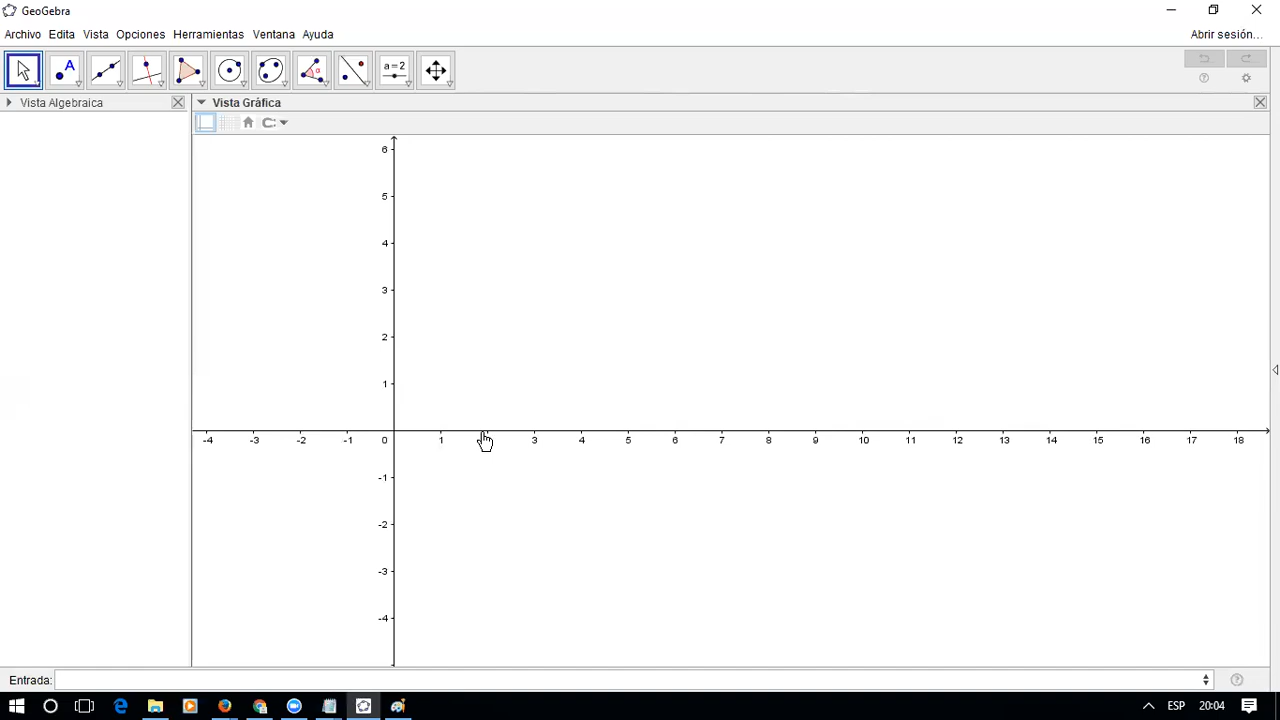 GeoGebra
Archivo Edita Vista Opciones Herramientas Ventana Ayuda Abrir sesión...
A
α
a=2
Vista Algebraica
Vista Gráfica
6
5
4
3
2
1
-4 -3 -2 -1 0 1 3 4 5 6 7 8 9 10 11 12 13 14 15 16 17 18
-1
-2
-3
-4
Entrada:
ESP 20:04